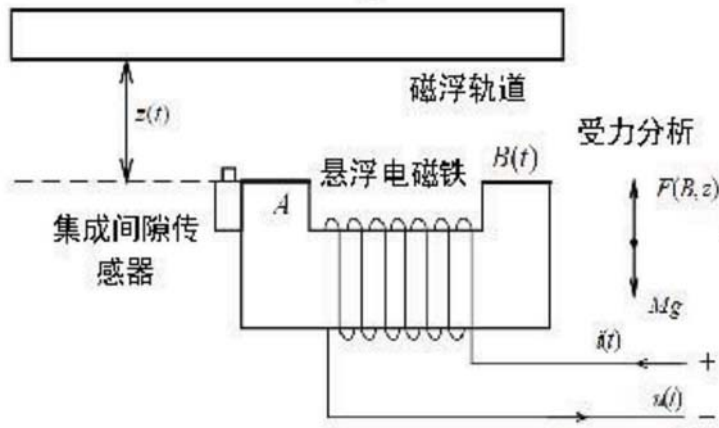 磁浮轨道
z(t)
受力分析
B(t)
悬浮电磁铁
F(B,z)
A
集成间隙传
感器
Mg
i(t)
+
u(t)
−